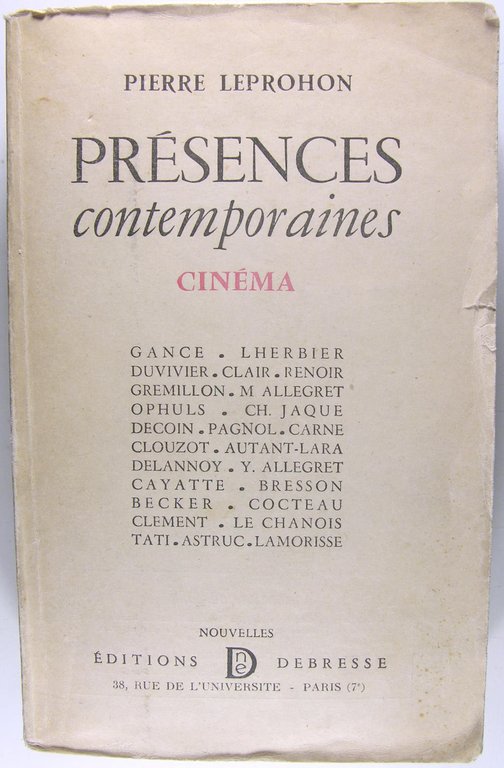 PIERRE LEPROHON
PRÉSENCES
contemporaines
CINÉMA
GANCE . LHERBIER
DUVIVIER . CLAIR . RENOIR
GREMILLON . M ALLEGRET
OPHULS . CH. JAQUE
DECOIN . PAGNOL . CARNE
CLOUZOT . AUTANT-LARA
DELANNOY . Y. ALLEGRET
CAYATTE . BRESSON
BECKER . COCTEAU
CLEMENT . LE CHANOIS
TATI . ASTRUC . LAMORISSE
NOUVELLES
ÉDITIONS Dne DEBRESSE
38, RUE DE L'UNIVERSITE - PARIS (7e)